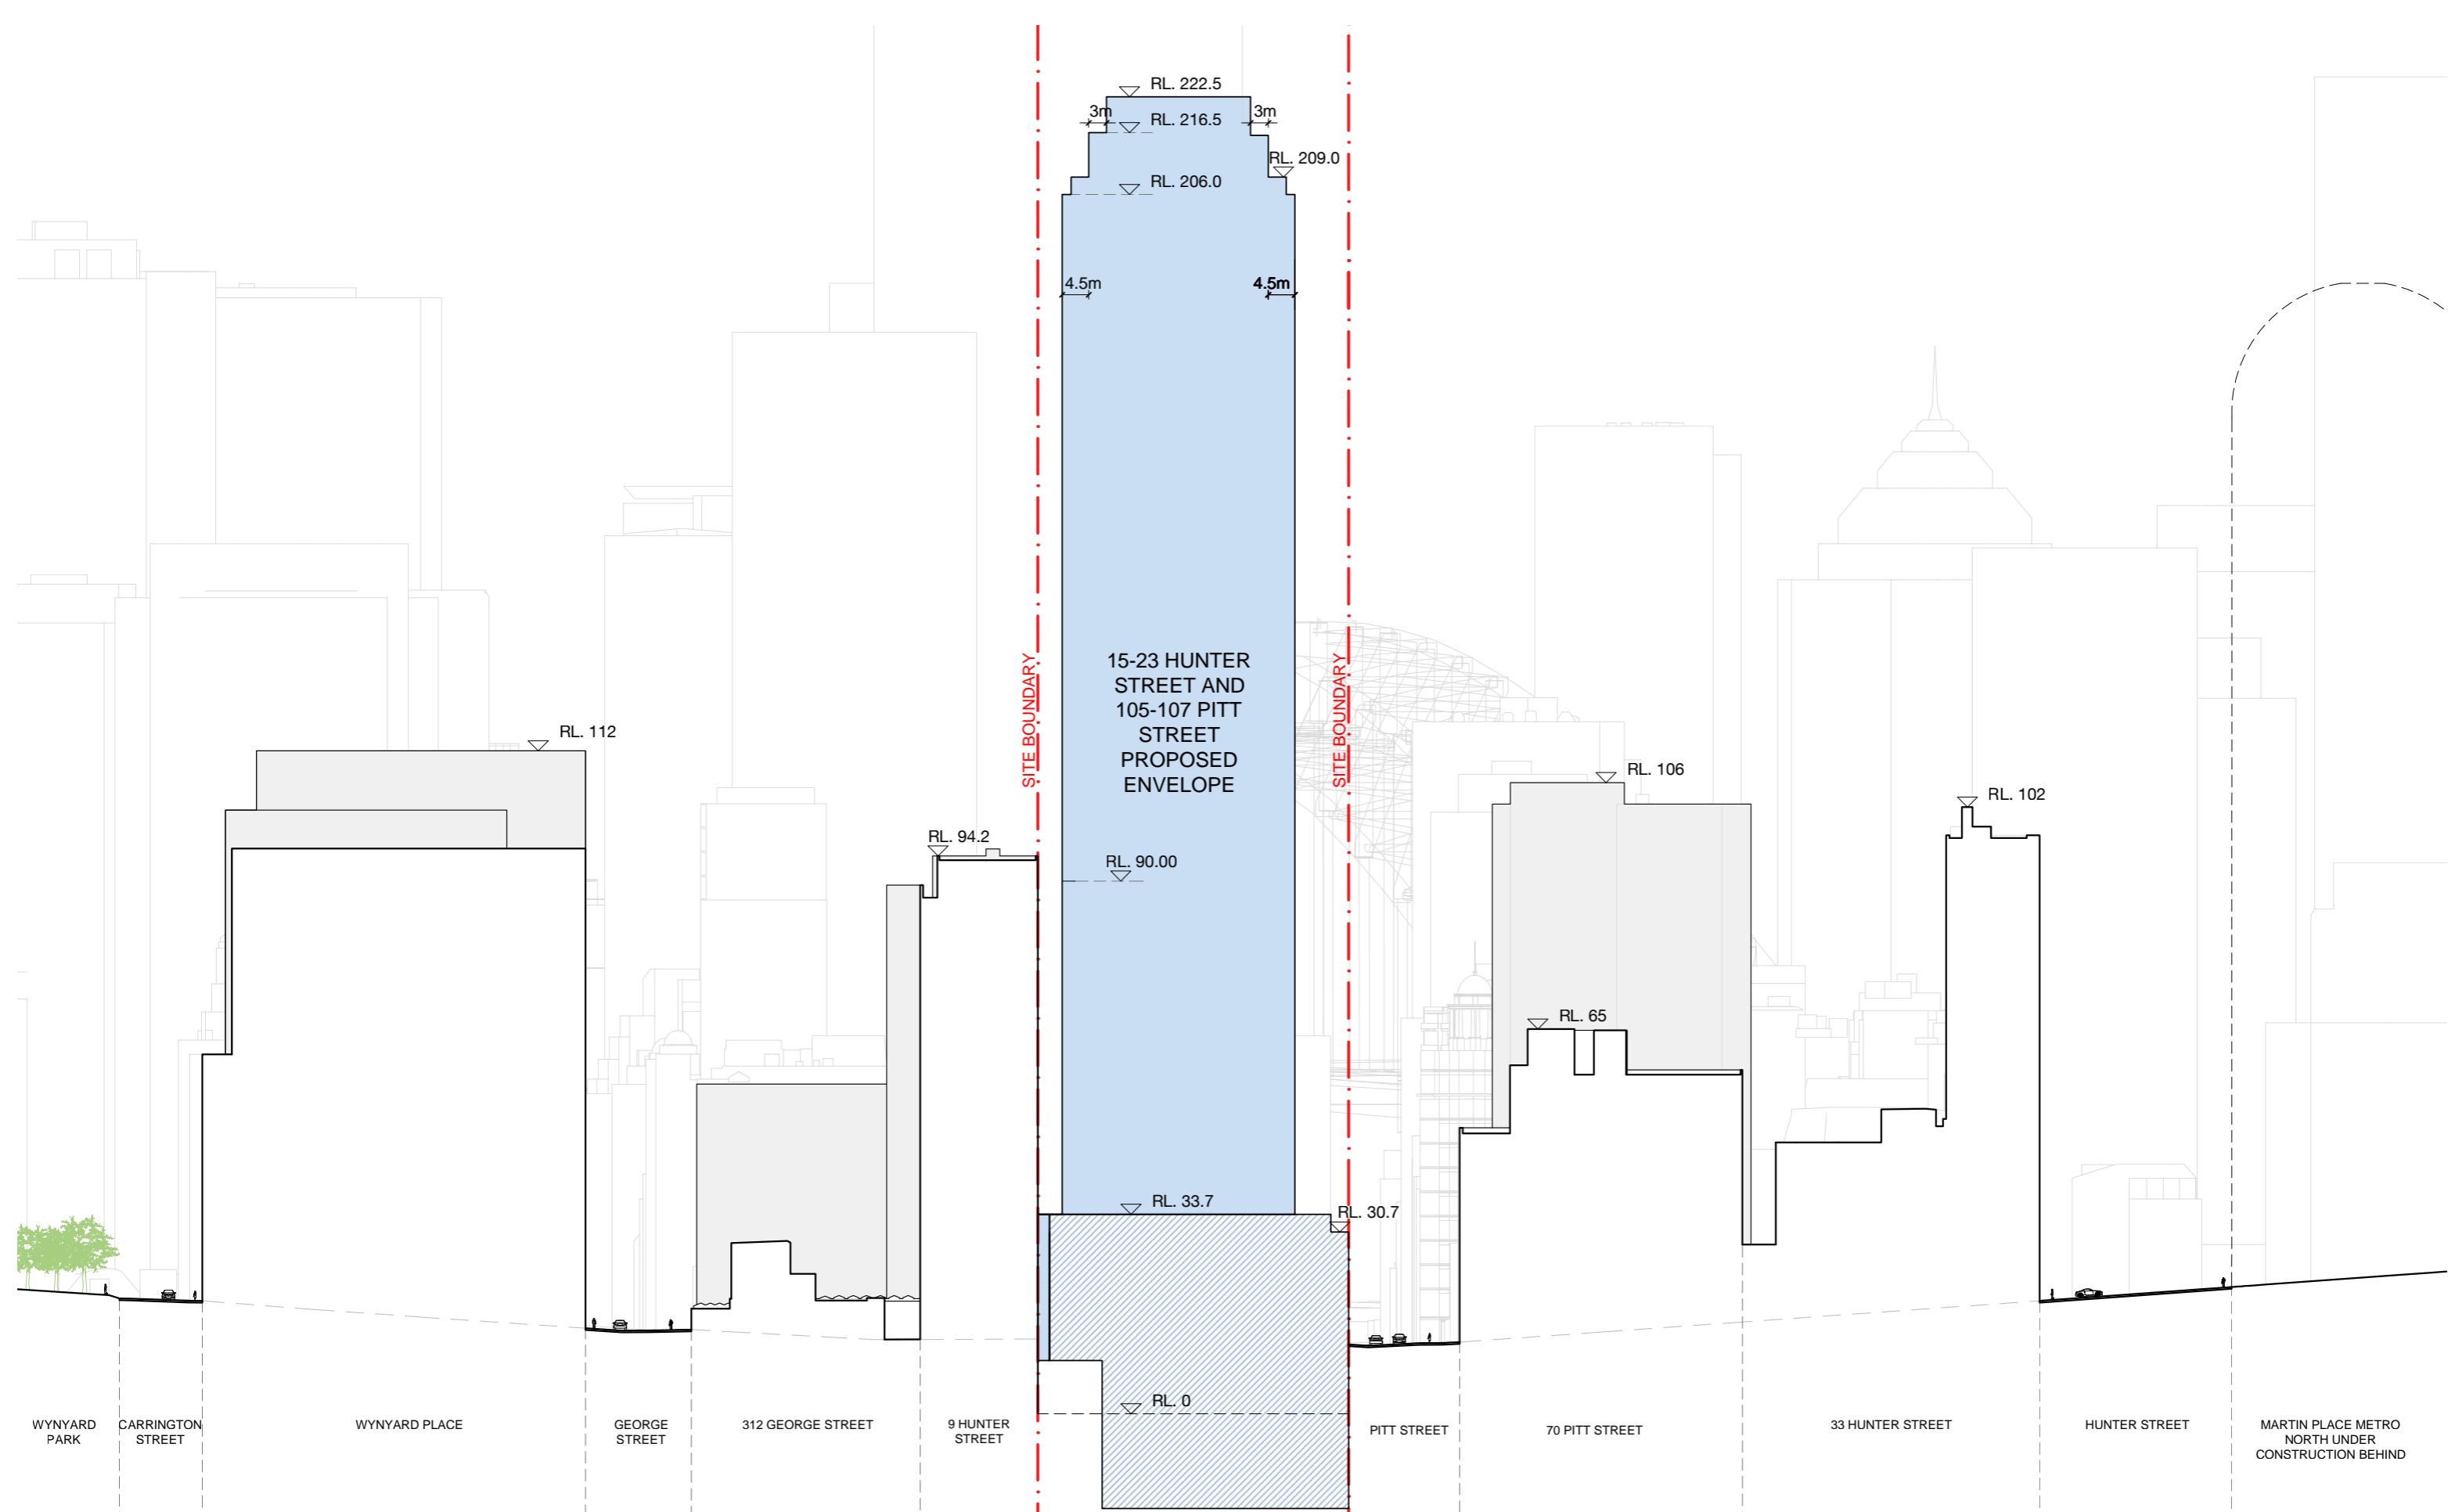 RL. 222.5
3m
3m
RL. 216.5
RL. 209.0
RL. 206.0
4.5m
4.5m
SITE BOUNDARY
15-23 HUNTER
STREET AND
105-107 PITT
STREET
PROPOSED
ENVELOPE
SITE BOUNDARY
RL. 112
RL. 106
RL. 102
RL. 94.2
RL. 90.00
RL. 65
RL. 33.7
RL. 30.7
RL. 0
WYNYARD
PARK
CARRINGTON
STREET
WYNYARD PLACE
GEORGE
STREET
312 GEORGE STREET
9 HUNTER
STREET
PITT STREET
70 PITT STREET
33 HUNTER STREET
HUNTER STREET
MARTIN PLACE METRO
NORTH UNDER
CONSTRUCTION BEHIND